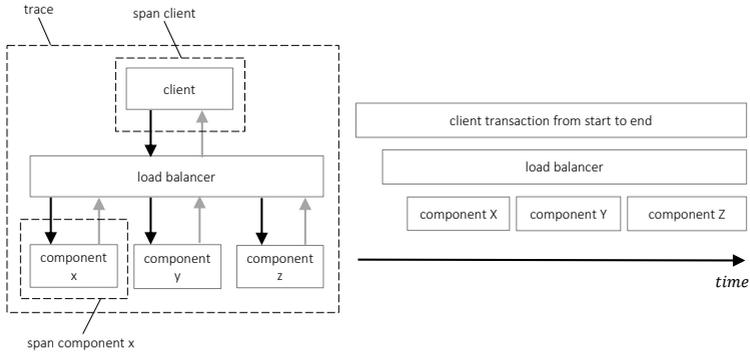 trace
span client
client
load balancer
component
x
component
y
component
z
span component x
client transaction from start to end
load balancer
component X
component Y
component Z
time